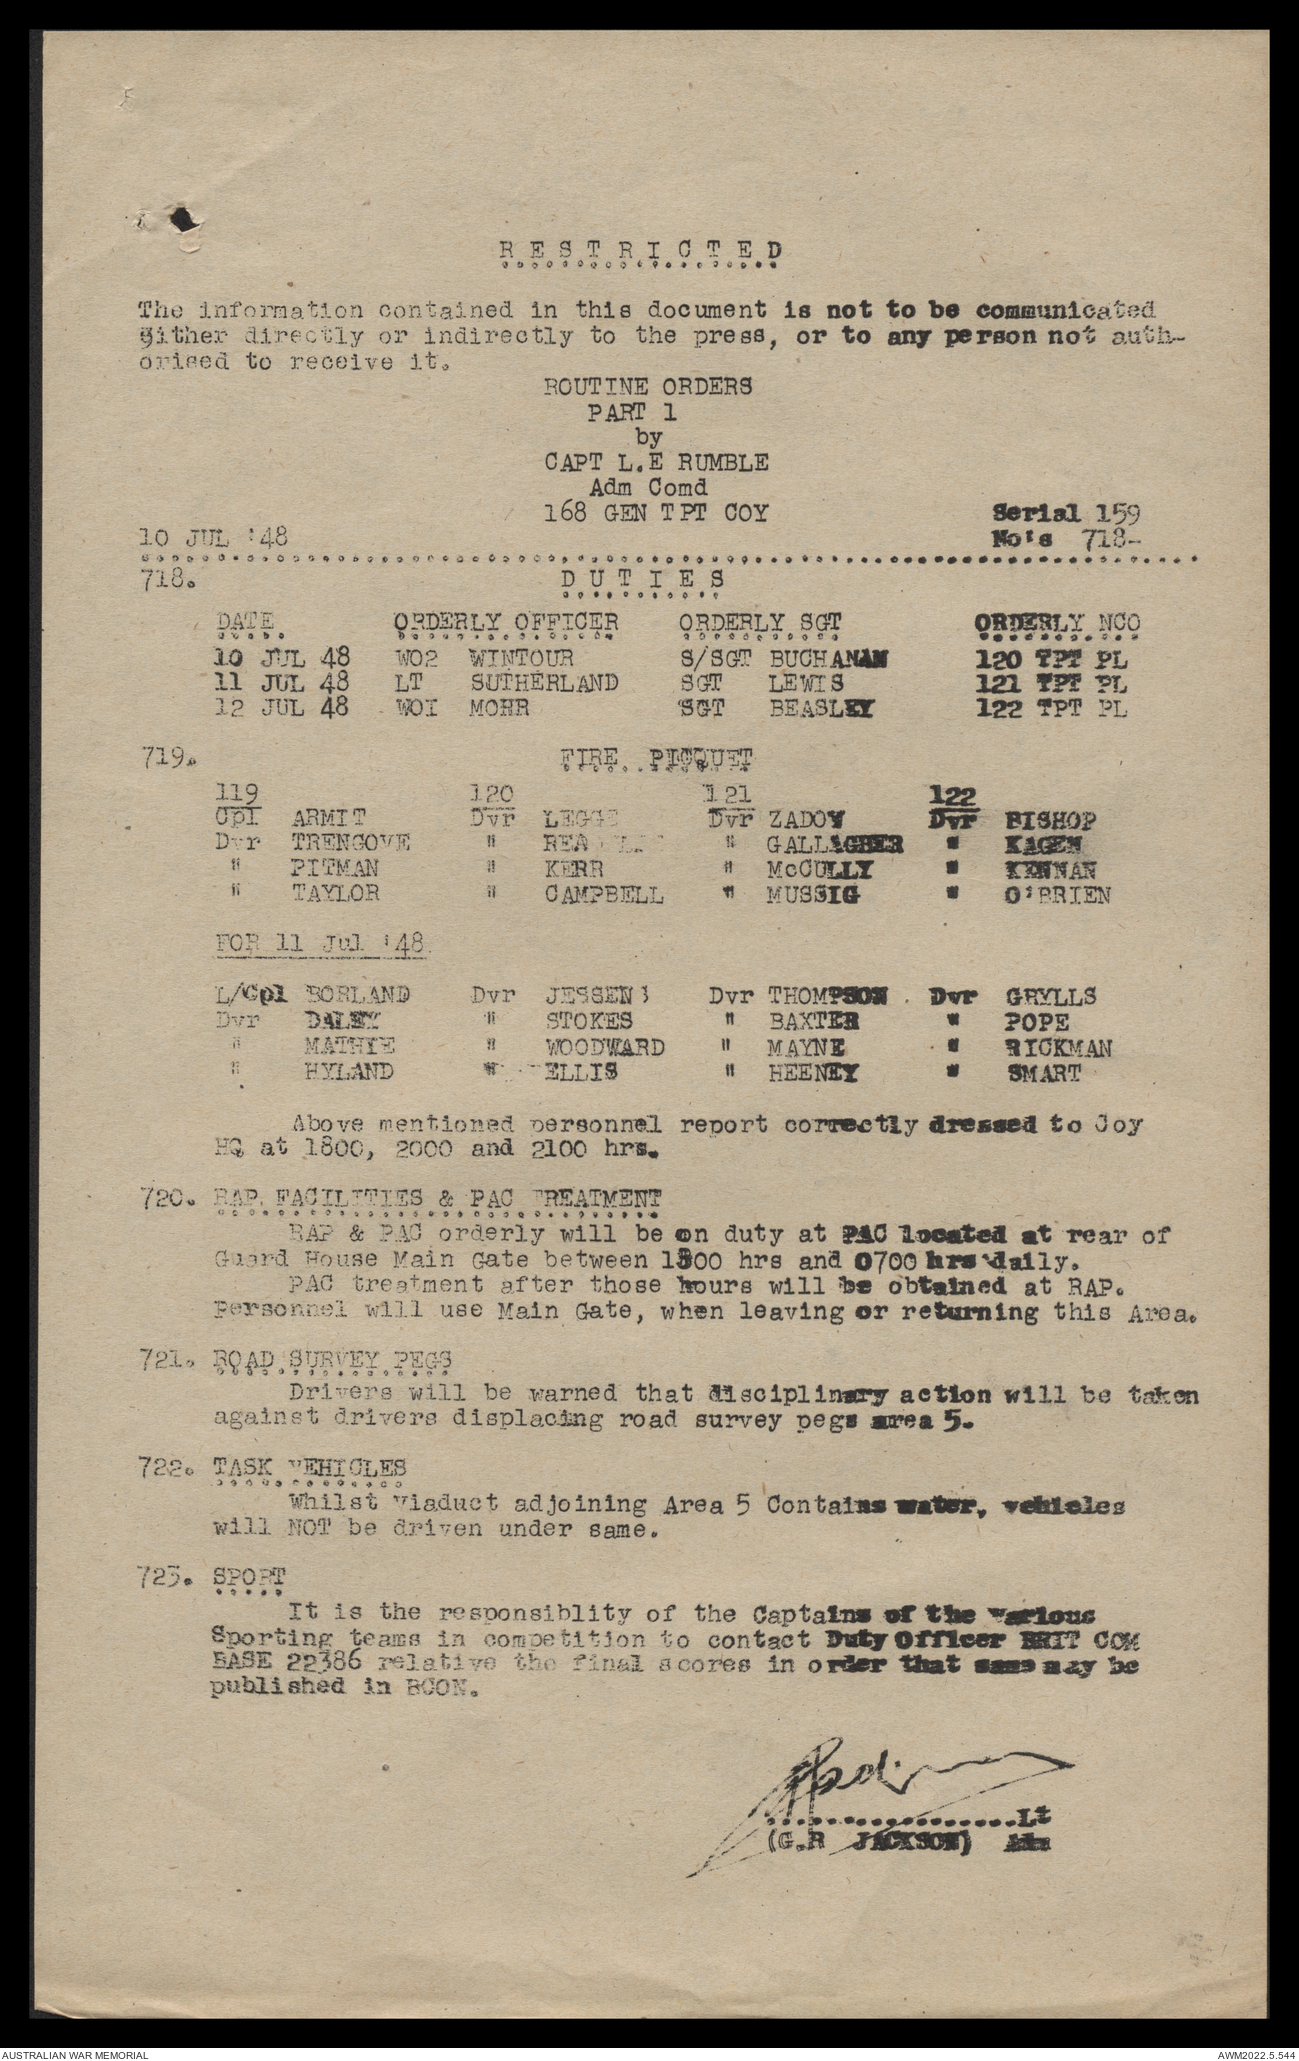 RESTRICTED
The information contained in this document is not to be communicated
either directly or indirectly to the press, or to any person not auth-
orised to receive it.
ROUTINE ORDERS
PART 1
by
CAPT L.E RUMBLE
Adm Comd
168 GEN TPT COY
Serial 159
10 JUL '48
No's 718-
718. DUTIES
DATE ORDERLY OFFICER ORDERLY SGT ORDERLY NCO
10 JUL 48 WO2 WINTOUR S/SGT BUCHANAN 120 TPT PL
11 JUL 48 LT SUTHERLAND SGT LEWIS 121 TPT PL
12 JUL 48 WOI MOHR SGT BEASLEY 122 TPT PL
719. FIRE PICQUET
119 120 121 122
Cpl ARMIT Dvr LEGGE Dvr ZADOY Dvr BISHOP
Dvr TRENGOVE " " GALLAGHER " KAGEN
" PITMAN " KERR " McCULLY " KENNAN
" TAYLOR " CAMPBELL " MUSSIG " O'BRIEN
FOR 11 Jul '48
L/Cpl BORLAND Dvr JESSEN Dvr THOMPSON Dvr GRYLLS
Dvr DALEY " STOKES " BAXTER " POPE
" MATHIE " WOODWARD " MAYNE " RICKMAN
" HYLAND " ELLIS " HEENEY " SMART
Above mentioned personnel report correctly dressed to Coy
HQ at 1800, 2000 and 2100 hrs.
720. RAP FACILITIES & PAC TREATMENT
RAP & PAC orderly will be on duty at PAC located at rear of
Guard House Main Gate between 1800 hrs and 0700 hrs daily.
PAC treatment after those hours will be obtained at RAP.
Personnel will use Main Gate, when leaving or returning this Area.
721. ROAD SURVEY PEGS
Drivers will be warned that disciplinary action will be taken
against drivers displacing road survey pegs area 5.
722. TASK VEHICLES
Whilst Viaduct adjoining Area 5 Contains water, vehicles
will NOT be driven under same.
723. SPORT
It is the responsiblity of the Captains of the various
Sporting teams in competition to contact Duty Officer BRIT COM
BASE 22386 relative the final scores in order that same may be
published in BCON.
.................Lt
(G.R JACKSON) Adm
AUSTRALIAN WAR MEMORIAL
AWM2022.5.544